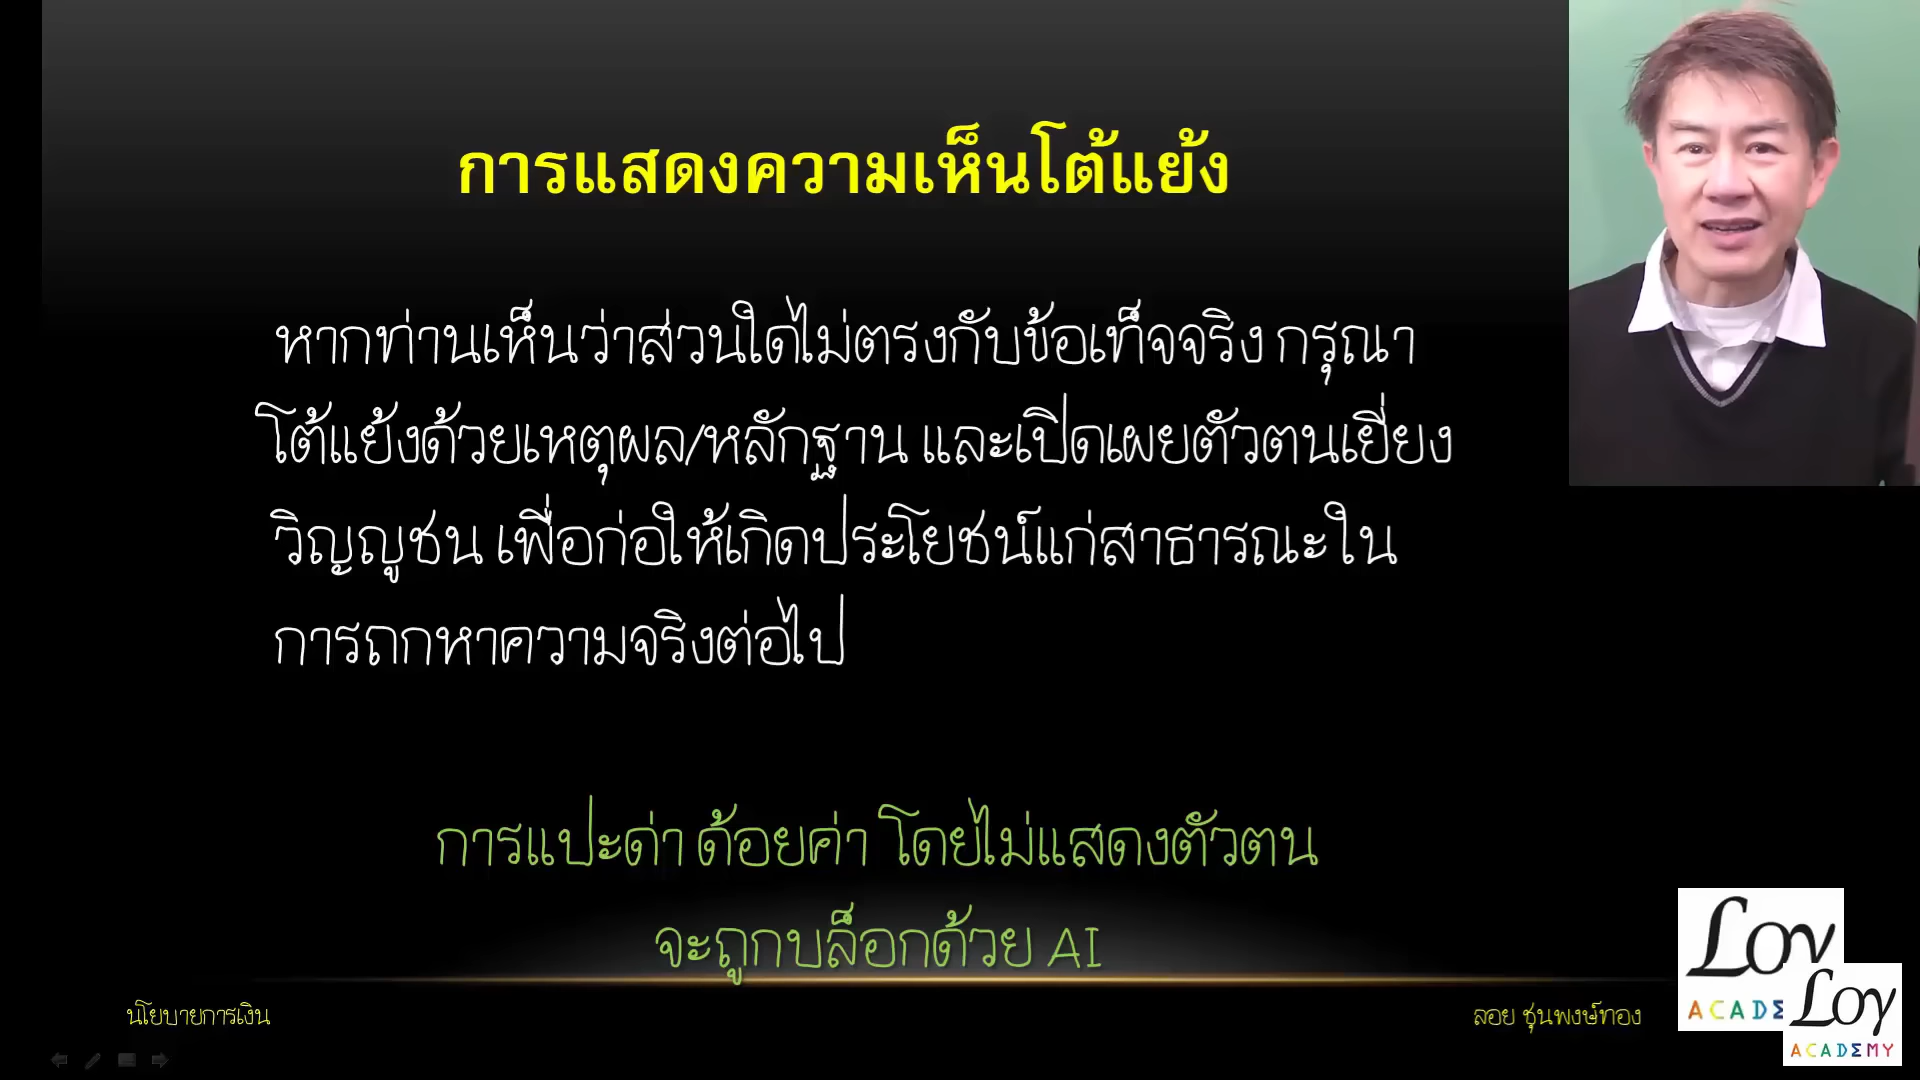 การแสดงความเห็นโต้แย้ง
หากท่านเห็นว่าส่วนใดไม่ตรงกับข้อเท็จจริง กรุณา
โต้แย้งด้วยเหตุผล/หลักฐาน และเปิดเผยตัวตนเยี่ยง
วิญญูชน เพื่อก่อให้เกิดประโยชน์แก่สาธารณะใน
การถกหาความจริงต่อไป
การแปะด่า ด้อยค่า โดยไม่แสดงตัวตน
จะถูกบล็อกด้วย AI
นโยบายการเงิน
ลอย ชุนพงษ์ทอง
Loy
ACADE
Loy
ACADEMY